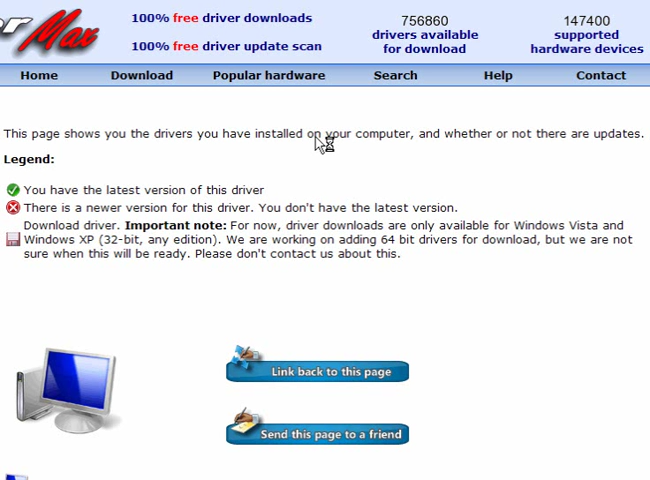 er Max
100% free driver downloads
100% free driver update scan
756860
drivers available
for download
147400
supported
hardware devices
Home Download Popular hardware Search Help Contact
This page shows you the drivers you have installed on your computer, and whether or not there are updates.
Legend:
You have the latest version of this driver
There is a newer version for this driver. You don't have the latest version.
Download driver. Important note: For now, driver downloads are only available for Windows Vista and
Windows XP (32-bit, any edition). We are working on adding 64 bit drivers for download, but we are not
sure when this will be ready. Please don't contact us about this.
Link back to this page
Send this page to a friend